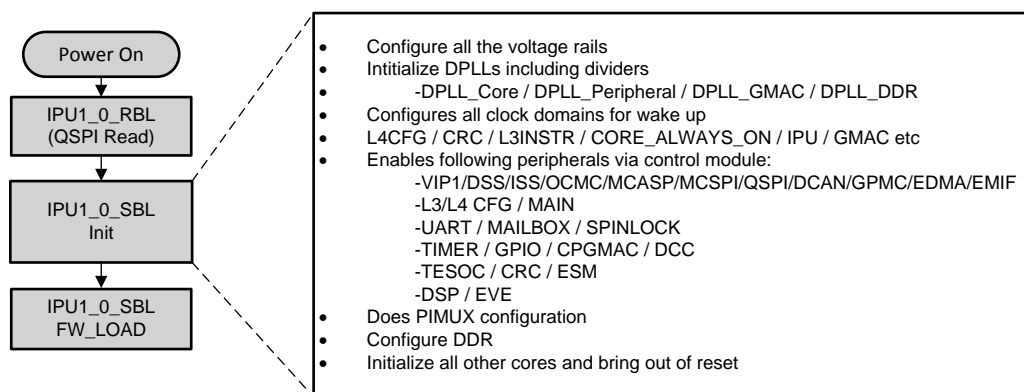 Power On
IPU1_0_RBL
(QSPI Read)
IPU1_0_SBL
Init
IPU1_0_SBL
FW_LOAD
• Configure all the voltage rails
• Intitialize DPLLs including dividers
• -DPLL_Core / DPLL_Peripheral / DPLL_GMAC / DPLL_DDR
• Configures all clock domains for wake up
• L4CFG / CRC / L3INSTR / CORE_ALWAYS_ON / IPU / GMAC etc
• Enables following peripherals via control module:
-VIP1/DSS/ISS/OCMC/MCASP/MCSPI/QSPI/DCAN/GPMC/EDMA/EMIF
-L3/L4 CFG / MAIN
-UART / MAILBOX / SPINLOCK
-TIMER / GPIO / CPGMAC / DCC
-TESOC / CRC / ESM
-DSP / EVE
• Does PIMUX configuration
• Configure DDR
• Initialize all other cores and bring out of reset